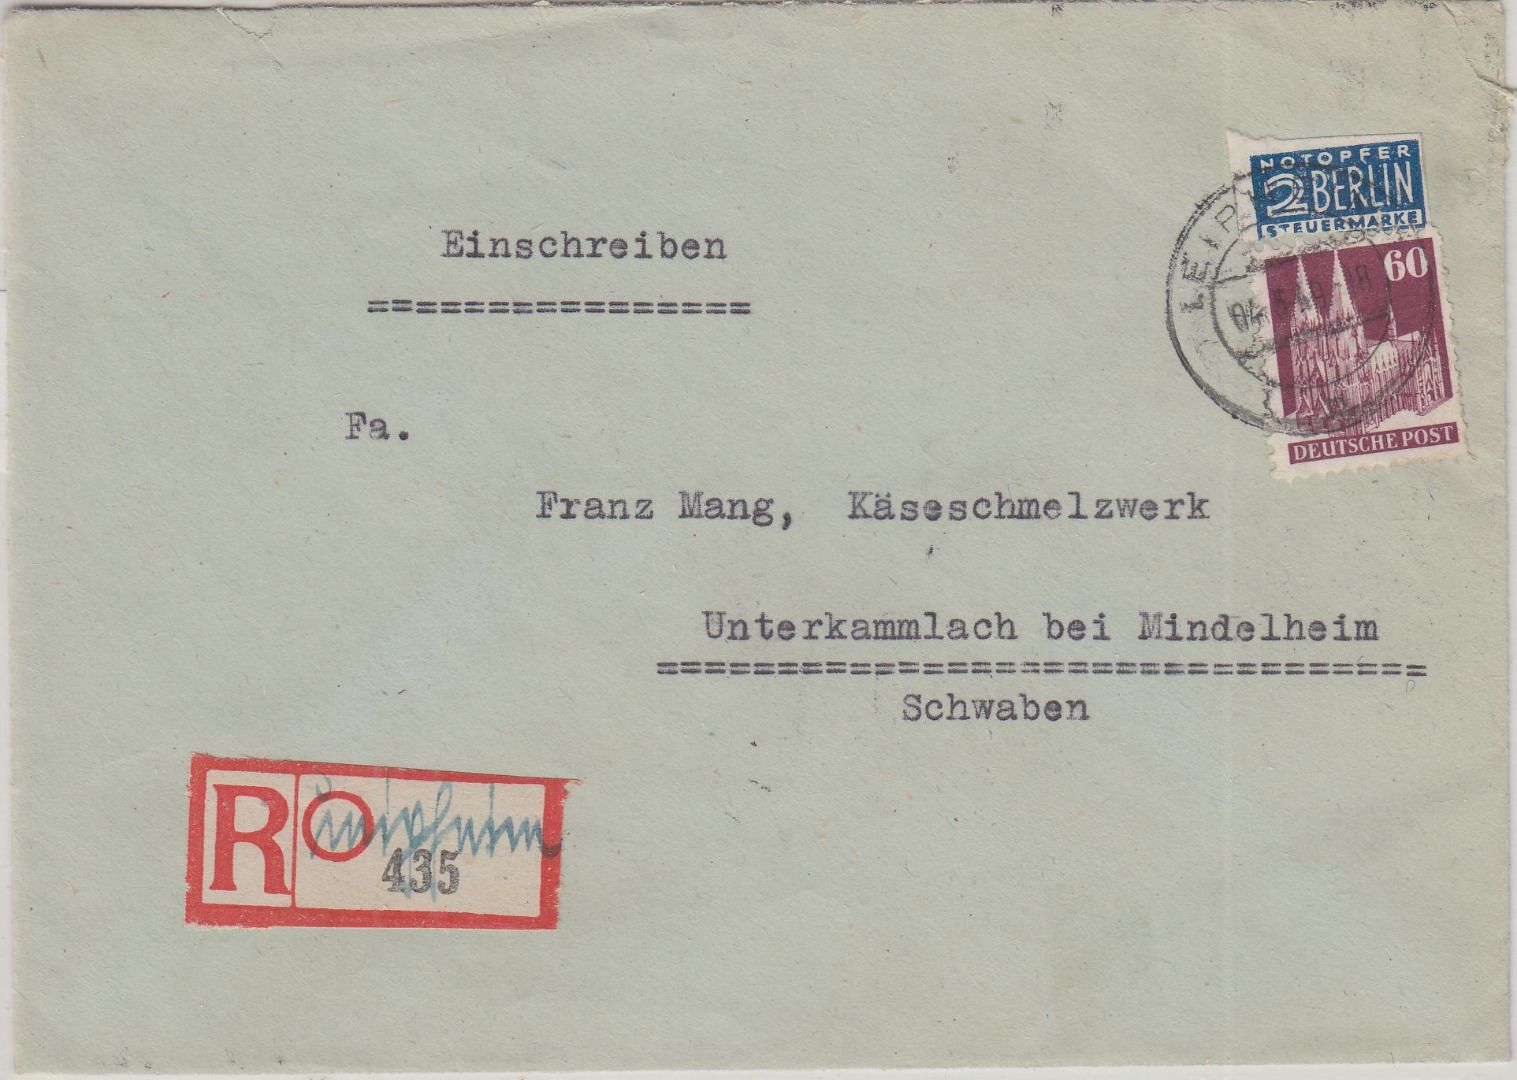 Einschreiben
NOTOPFER
2 BERLIN
STEUERMARKE
60
DEUTSCHE POST
Fa.
Franz Mang, Käseschmelzwerk
Unterkammlach bei Mindelheim
Schwaben
R
435